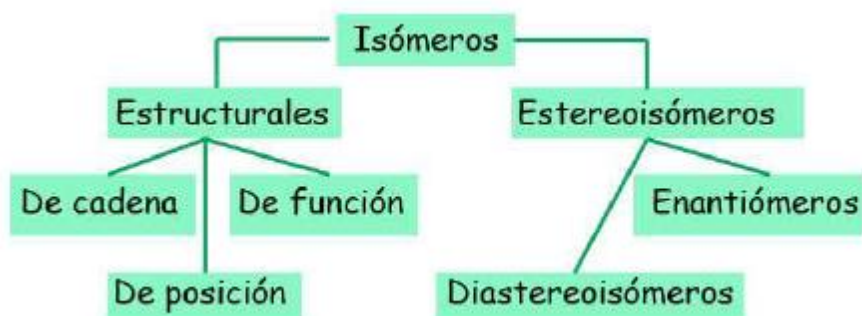 Isómeros
Estructurales
Estereoisómeros
De cadena
De función
Enantiómeros
De posición
Diastereoisómeros